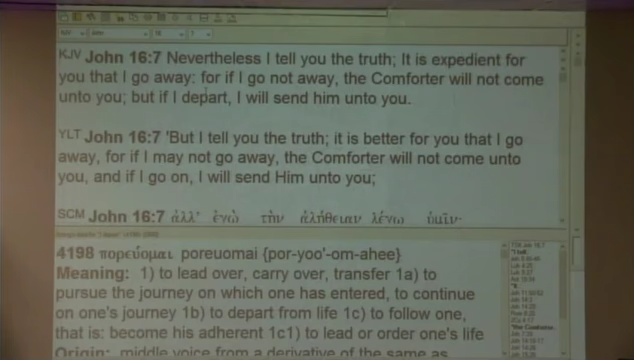 KJV John 16:7 Nevertheless I tell you the truth; It is expedient for
you that I go away: for if I go not away, the Comforter will not come
unto you; but if I depart, I will send him unto you.
YLT John 16:7 'But I tell you the truth; it is better for you that I go
away, for if I may not go away, the Comforter will not come unto
you, and if I go on, I will send Him unto you;
SCM John 16:7 ἀλλ' ἐγὼ τὴν ἀλήθειαν λέγω ὑμῖν·
4198 πορεύομαι poreuomai {por-yoo'-om-ahee}
Meaning: 1) to lead over, carry over, transfer 1a) to
pursue the journey on which one has entered, to continue
on one's journey 1b) to depart from life 1c) to follow one,
that is: become his adherent 1c1) to lead or order one's life
Origin: middle voice from a derivative of the same as